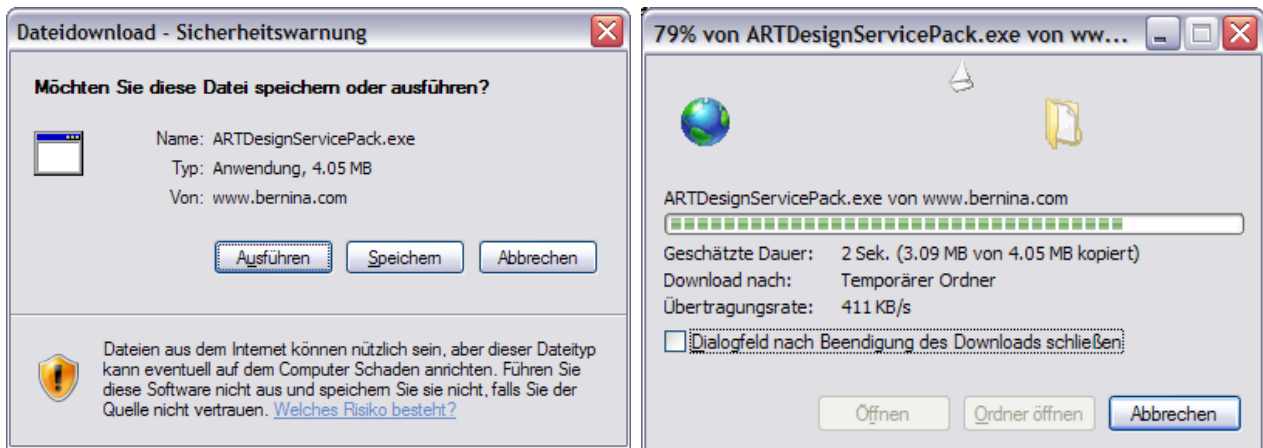 Dateidownload - Sicherheitswarnung
Möchten Sie diese Datei speichern oder ausführen?
Name: ARTDesignServicePack.exe
Typ: Anwendung, 4.05 MB
Von: www.bernina.com
Ausführen Speichern Abbrechen
Dateien aus dem Internet können nützlich sein, aber dieser Dateityp
kann eventuell auf dem Computer Schaden anrichten. Führen Sie
diese Software nicht aus und speichern Sie sie nicht, falls Sie der
Quelle nicht vertrauen. Welches Risiko besteht?
79% von ARTDesignServicePack.exe von ww...
ARTDesignServicePack.exe von www.bernina.com
Geschätzte Dauer: 2 Sek. (3.09 MB von 4.05 MB kopiert)
Download nach: Temporärer Ordner
Übertragungsrate: 411 KB/s
Dialogfeld nach Beendigung des Downloads schließen
Öffnen Ordner öffnen Abbrechen